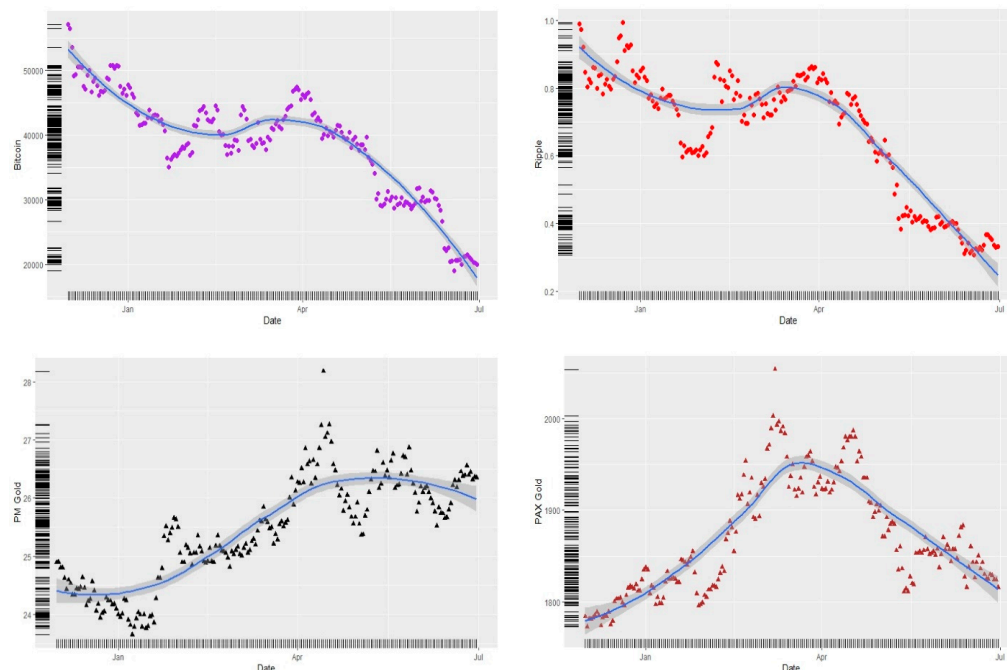 50000
40000
30000
20000
Bitcoin
Jan
Apr
Jul
Date
1.0
0.8
0.6
0.4
0.2
Ripple
Jan
Apr
Jul
Date
28
27
26
25
24
PM Gold
Jan
Apr
Jul
Date
2000
1900
1800
PAX Gold
Jan
Apr
Jul
Date